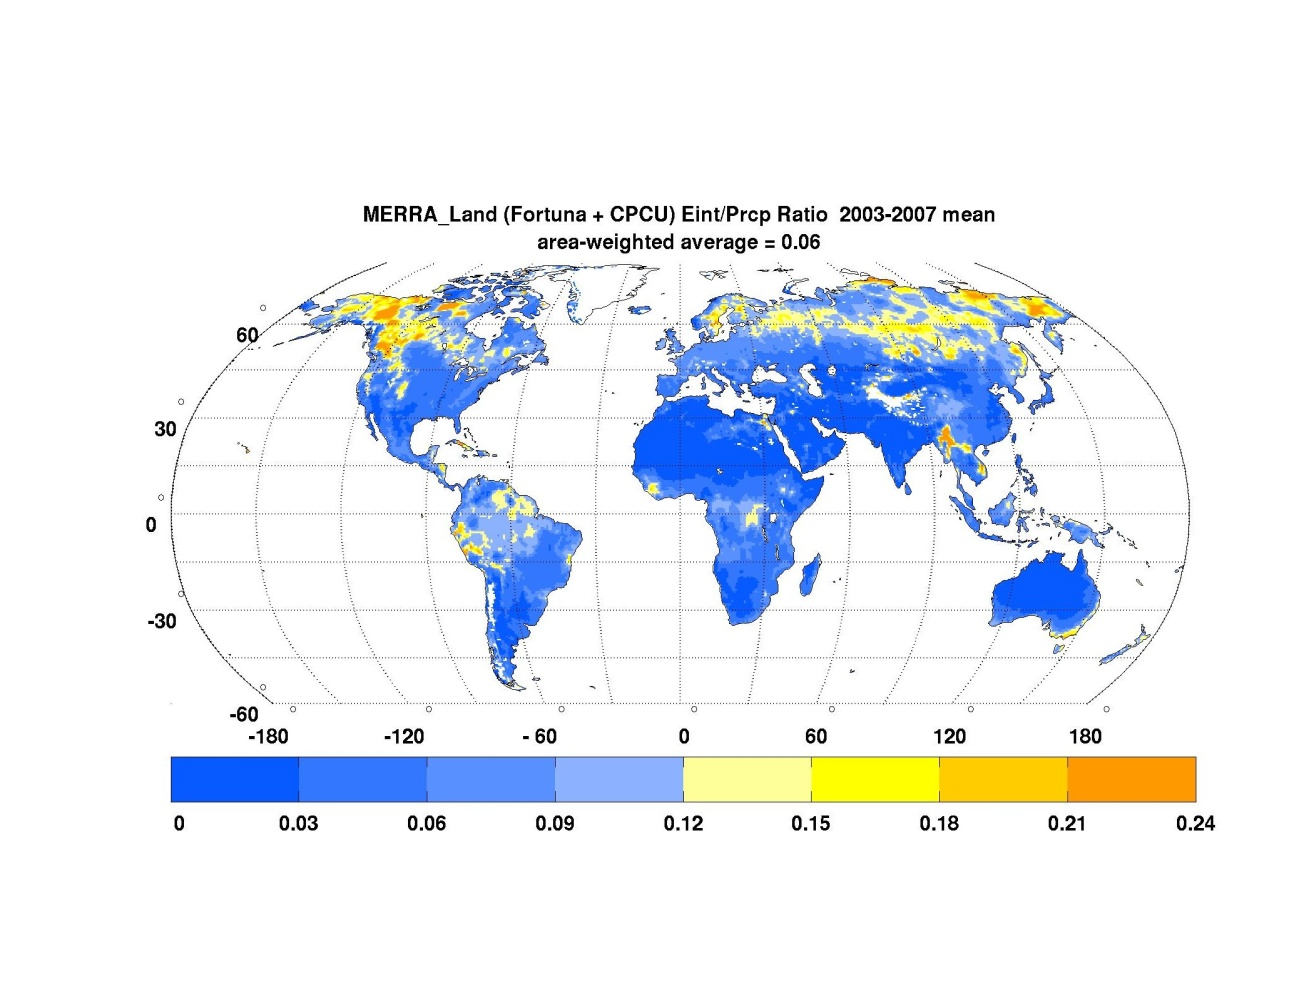 MERRA_Land (Fortuna + CPCU) Eint/Prcp Ratio  2003-2007 mean
area-weighted average = 0.06
60
30
0
-30
-60
-180 -120 - 60 0 60 120 180
0 0.03 0.06 0.09 0.12 0.15 0.18 0.21 0.24